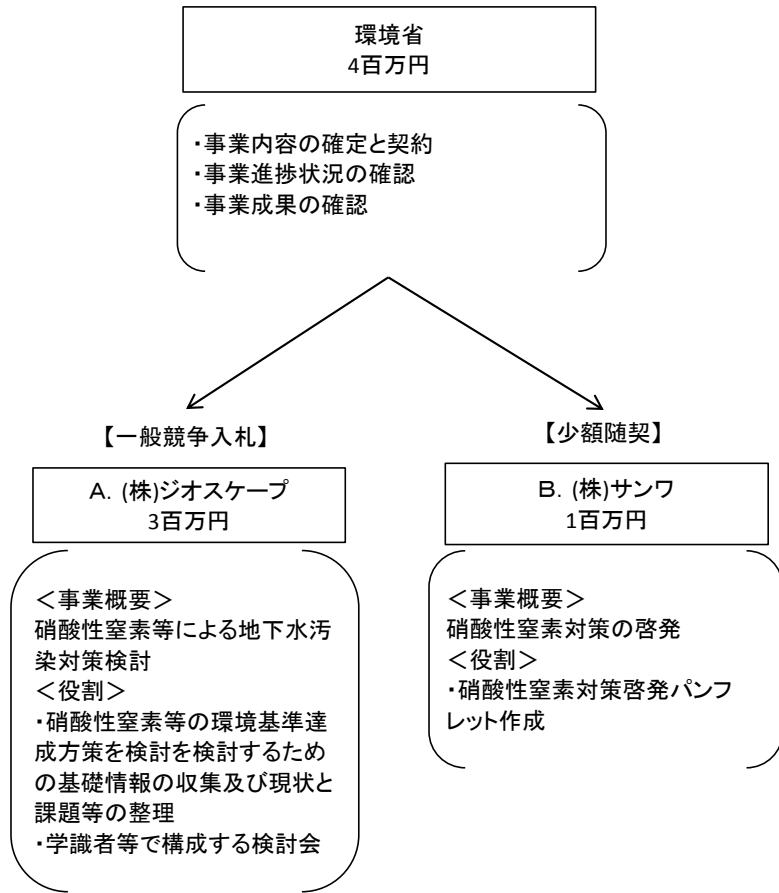 環境省
4百万円
・事業内容の確定と契約
・事業進捗状況の確認
・事業成果の確認
【一般競争入札】
A. (株)ジオスケープ
3百万円
<事業概要>
硝酸性窒素等による地下水汚
染対策検討
<役割>
・硝酸性窒素等の環境基準達
成方策を検討を検討するため
の基礎情報の収集及び現状と
課題等の整理
・学識者等で構成する検討会
【少額随契】
B. (株)サンワ
1百万円
<事業概要>
硝酸性窒素対策の啓発
<役割>
・硝酸性窒素対策啓発パンフ
レット作成